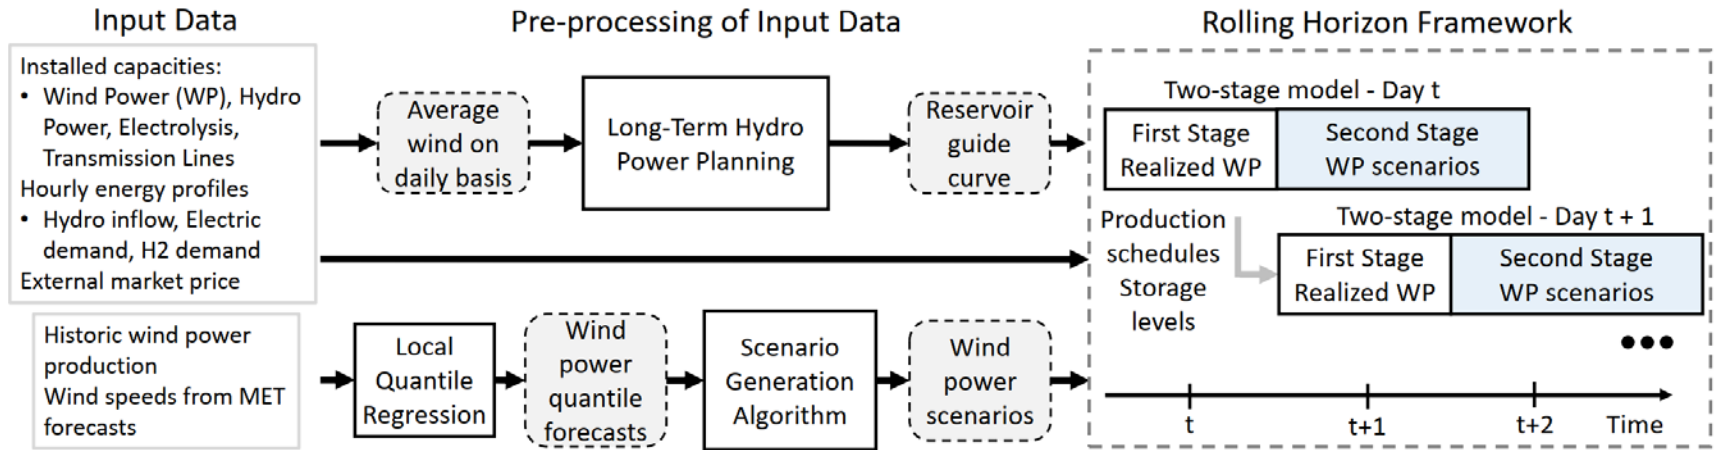 Input Data
Installed capacities:
• Wind Power (WP), Hydro
Power, Electrolysis,
Transmission Lines
Hourly energy profiles
• Hydro inflow, Electric
demand, H2 demand
External market price
Historic wind power
production
Wind speeds from MET
forecasts
Pre-processing of Input Data
Average
wind on
daily basis
Long-Term Hydro
Power Planning
Reservoir
guide
curve
Local
Quantile
Regression
Wind
power
quantile
forecasts
Scenario
Generation
Algorithm
Wind
power
scenarios
Rolling Horizon Framework
Two-stage model - Day t
First Stage
Realized WP
Second Stage
WP scenarios
Production
schedules
Storage
levels
Two-stage model - Day t + 1
First Stage
Realized WP
Second Stage
WP scenarios
●●●
t
t+1
t+2
Time